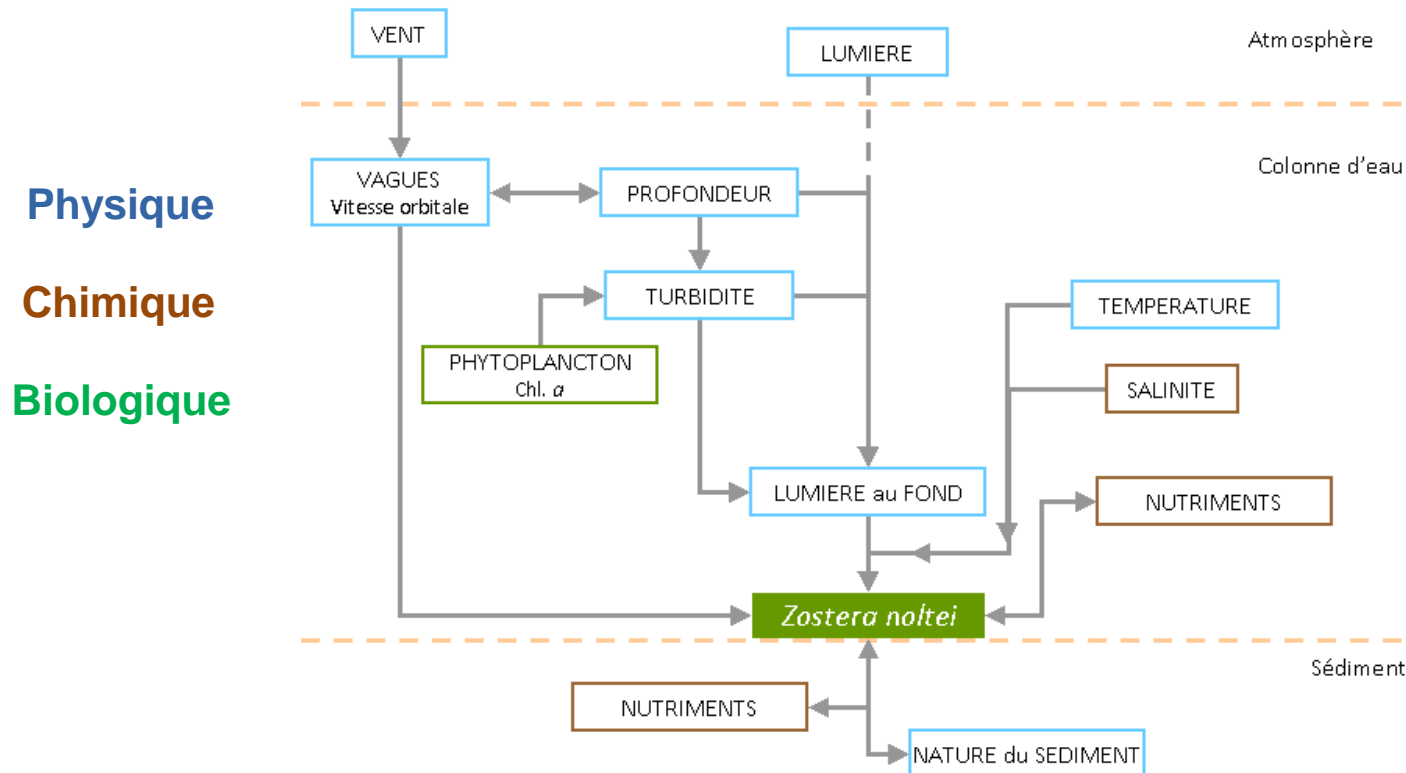 VENT
LUMIERE
Atmosphère
Colonne d'eau
VAGUES
Vitesse orbitale
PROFONDEUR
Physique
Chimique
Biologique
TURBIDITE
TEMPERATURE
PHYTOPLANCTON
Chl. a
SALINITE
LUMIERE au FOND
NUTRIMENTS
Zostera noltei
Sédiment
NUTRIMENTS
NATURE du SEDIMENT